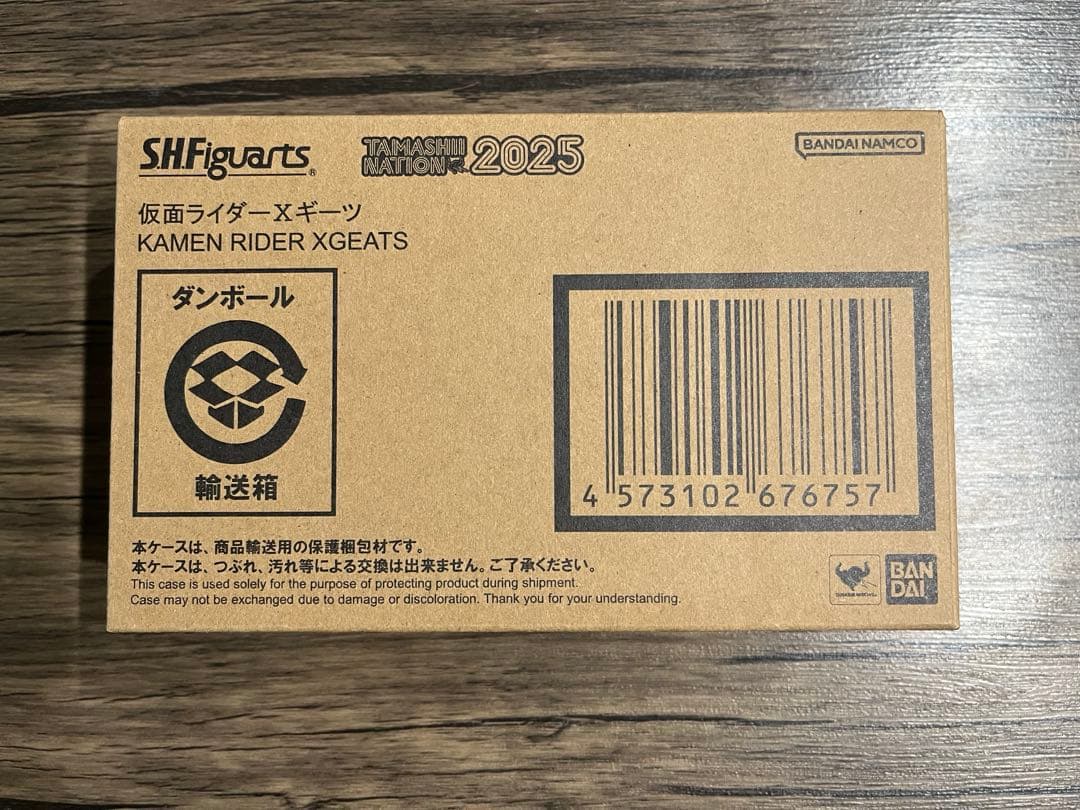 S.H.Figuarts®
TAMASHII NATION 2025
BANDAI NAMCO
仮面ライダーXギーツ
KAMEN RIDER XGEATS
ダンボール
輸送箱
4 573102 676757
本ケースは、商品輸送用の保護梱包材です。
本ケースは、つぶれ、汚れ等による交換は出来ません。ご了承ください。
This case is used solely for the purpose of protecting product during shipment.
Case may not be exchanged due to damage or discoloration. Thank you for your understanding.
BAN
DAI